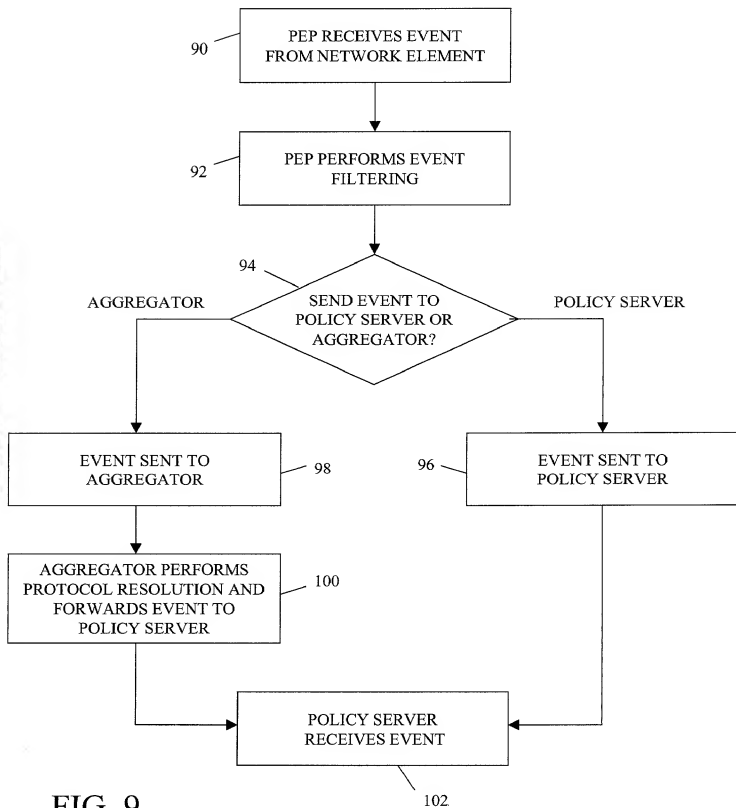 90
PEP RECEIVES EVENT
FROM NETWORK ELEMENT
92
PEP PERFORMS EVENT
FILTERING
94
AGGREGATOR
SEND EVENT TO
POLICY SERVER OR
AGGREGATOR?
POLICY SERVER
EVENT SENT TO
AGGREGATOR
98
96
EVENT SENT TO
POLICY SERVER
AGGREGATOR PERFORMS
PROTOCOL RESOLUTION AND
FORWARDS EVENT TO
POLICY SERVER
100
POLICY SERVER
RECEIVES EVENT
102
FIG. 9